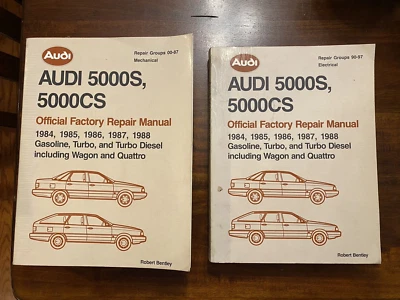 Audi
Repair Groups 00-87
Mechanical
AUDI 5000S,
5000CS
Official Factory Repair Manual
1984, 1985, 1986, 1987, 1988
Gasoline, Turbo, and Turbo Diesel
including Wagon and Quattro
Robert Bentley
Audi
Repair Groups 90-97
Electrical
AUDI 5000S,
5000CS
Official Factory Repair Manual
1984, 1985, 1986, 1987, 1988
Gasoline, Turbo, and Turbo Diesel
including Wagon and Quattro
Robert Bentley